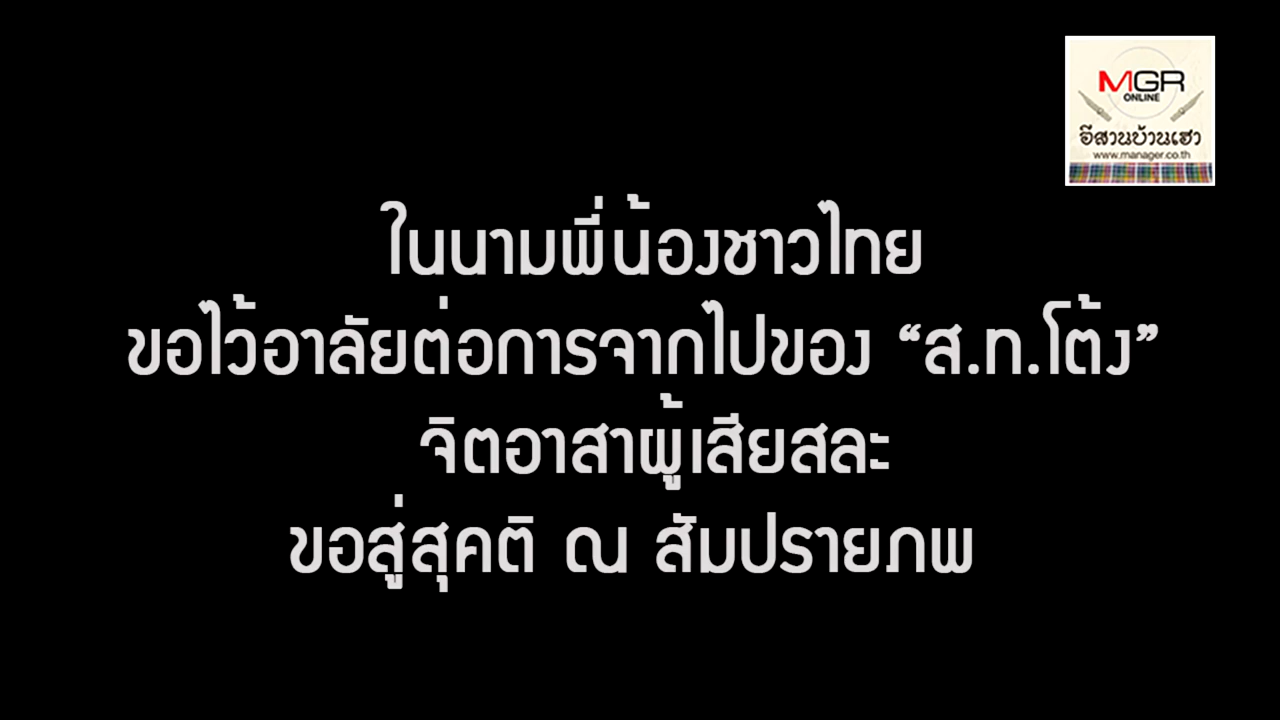 MGR
ONLINE
อีสานบ้านเฮา
www.manager.co.th
ในนามพี่น้องชาวไทย
ขอไว้อาลัยต่อการจากไปของ “ส.ท.โต้ง”
จิตอาสาผู้เสียสละ
ขอสู่สุคติ ณ สัมปรายภพ